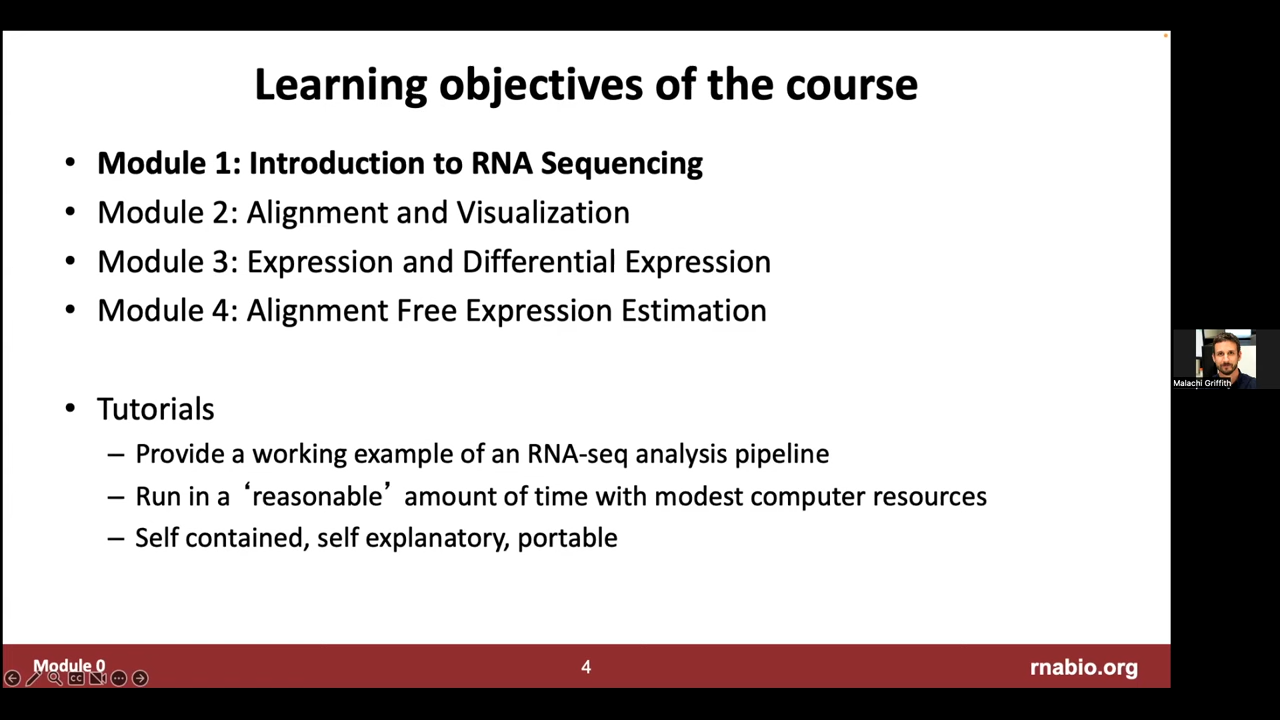 Learning objectives of the course
• Module 1: Introduction to RNA Sequencing
• Module 2: Alignment and Visualization
• Module 3: Expression and Differential Expression
• Module 4: Alignment Free Expression Estimation
• Tutorials
– Provide a working example of an RNA-seq analysis pipeline
– Run in a ‘reasonable’ amount of time with modest computer resources
– Self contained, self explanatory, portable
Malachi Griffith
Module 0
4
rnabio.org
CC